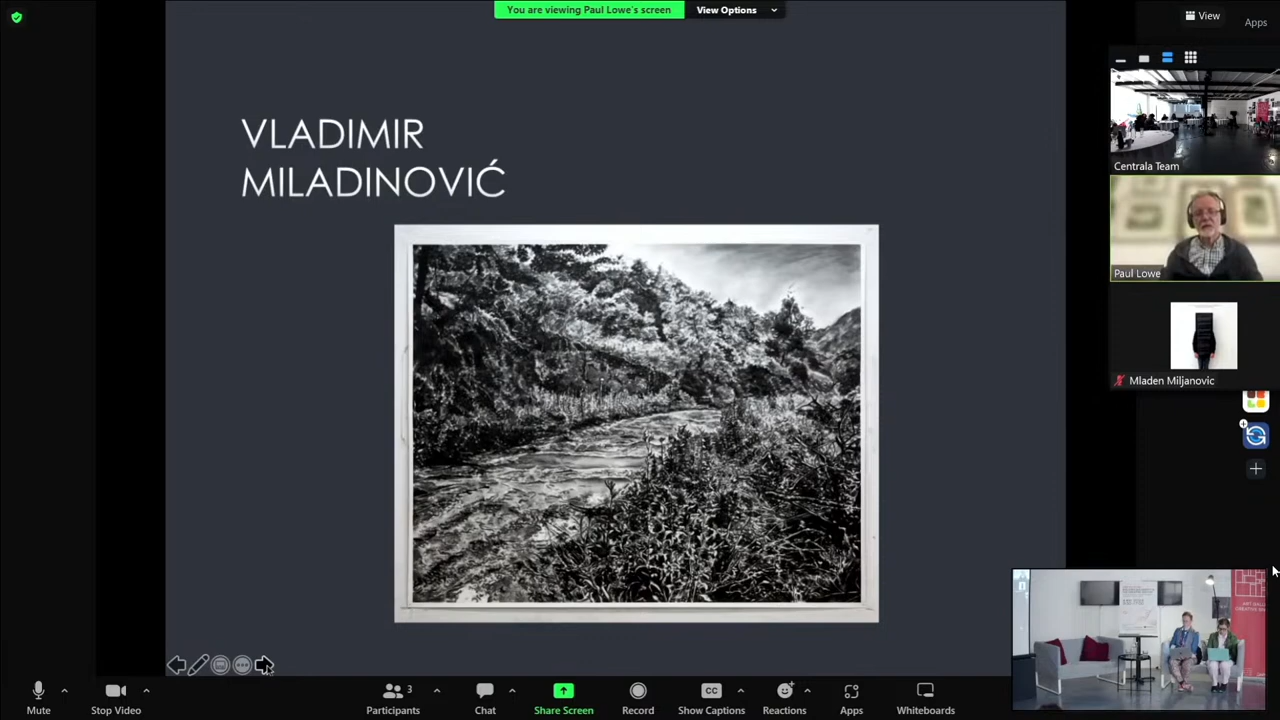 You are viewing Paul Lowe's screen
View Options
View
Apps
VLADIMIR
MILADINOVIĆ
Centrala Team
Paul Lowe
Mladen Miljanovic
Mute
Stop Video
3
Participants
Chat
Share Screen
Record
CC
Show Captions
Reactions
Apps
Whiteboards